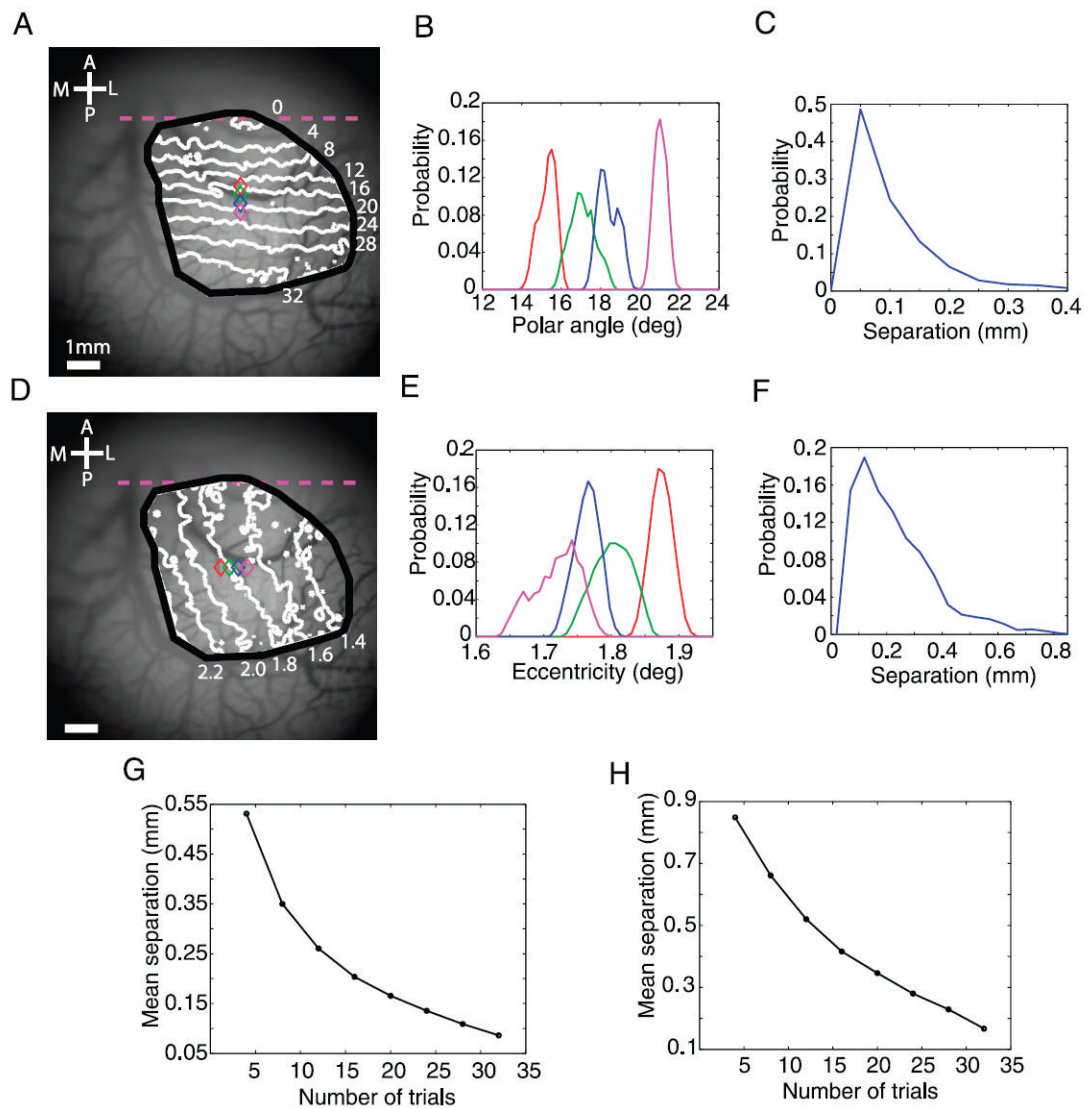 A
A
M L
P
0
4
8
12
16
20
24
28
32
1mm
B
Probability
0.2
0.16
0.12
0.08
0.04
0
12 14 16 18 20 22 24
Polar angle (deg)
C
Probability
0.5
0.4
0.3
0.2
0.1
0
0 0.1 0.2 0.3 0.4
Separation (mm)
D
A
M L
P
1.4
1.6
1.8
2.0
2.2
E
Probability
0.2
0.16
0.12
0.08
0.04
0
1.6 1.7 1.8 1.9
Eccentricity (deg)
F
Probability
0.2
0.16
0.12
0.08
0.04
0
0 0.2 0.4 0.6 0.8
Separation (mm)
G
Mean separation (mm)
0.55
0.45
0.35
0.25
0.15
0.05
5 10 15 20 25 30 35
Number of trials
H
Mean separation (mm)
0.9
0.7
0.5
0.3
0.1
5 10 15 20 25 30 35
Number of trials